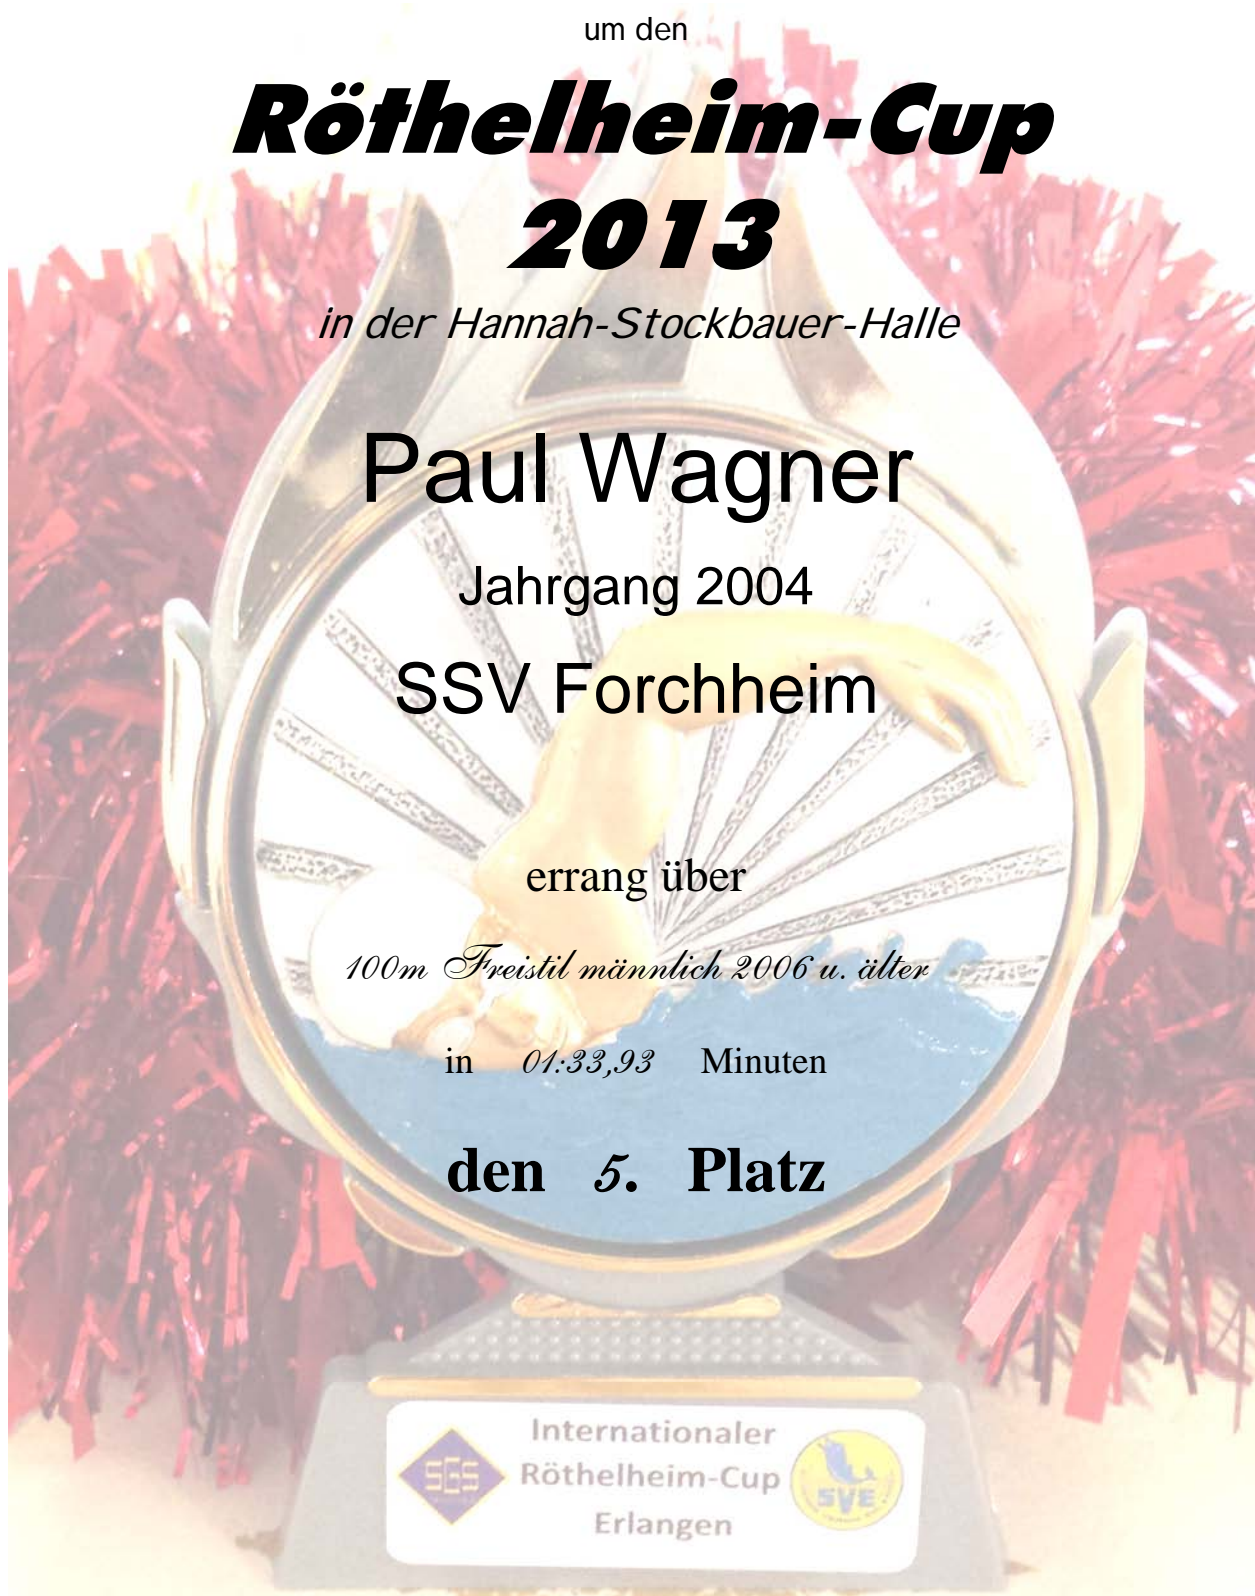 um den
Röthelheim-Cup
2013
in der Hannah-Stockbauer-Halle
Paul Wagner
Jahrgang 2004
SSV Forchheim
errang über
100m Freistil männlich 2006 u. älter
in 01:33,93 Minuten
den 5. Platz
Internationaler
SGS Röthelheim-Cup SVE
Erlangen